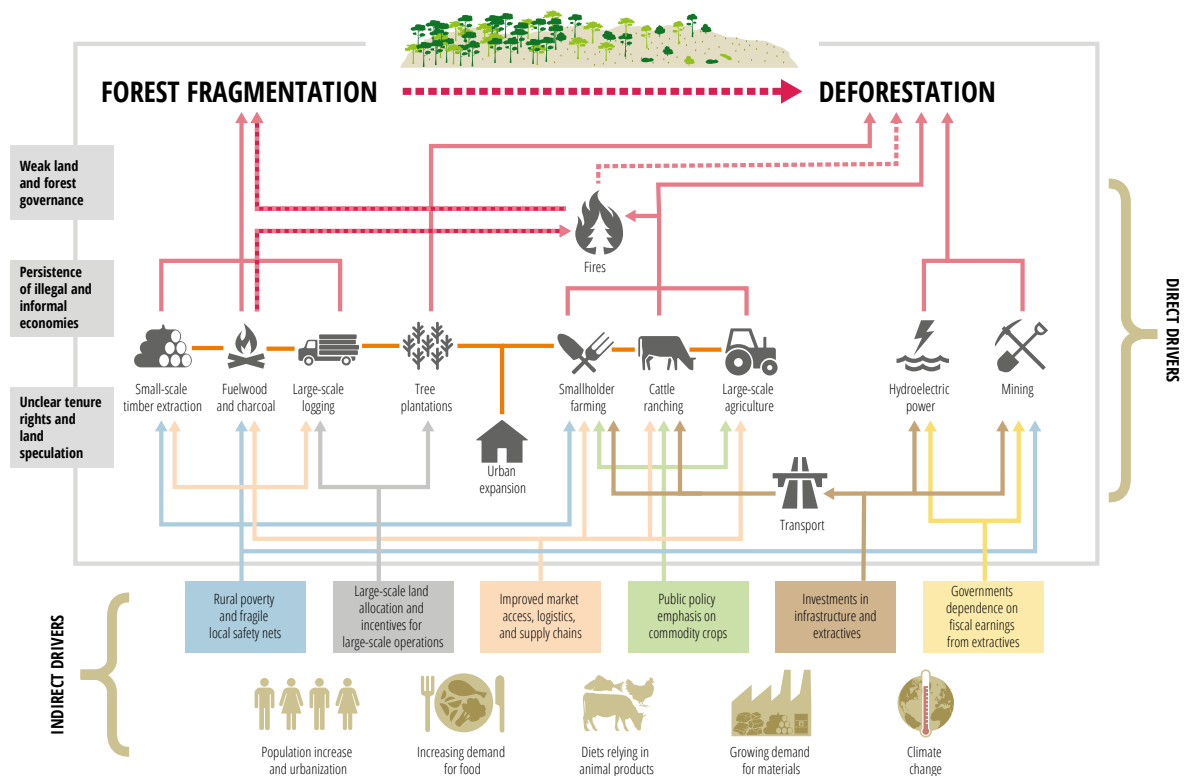 FOREST FRAGMENTATION
DEFORESTATION
Weak land
and forest
governance
Persistence
of illegal and
informal
economies
Unclear tenure
rights and
land
speculation
Fires
DIRECT DRIVERS
Small-scale
timber extraction
Fuelwood
and charcoal
Large-scale
logging
Tree
plantations
Smallholder
farming
Cattle
ranching
Large-scale
agriculture
Hydroelectric
power
Mining
Urban
expansion
Transport
INDIRECT DRIVERS
Rural poverty
and fragile
local safety nets
Large-scale land
allocation and
incentives for
large-scale operations
Improved market
access, logistics,
and supply chains
Public policy
emphasis on
commodity crops
Investments in
infrastructure and
extractives
Governments
dependence on
fiscal earnings
from extractives
Population increase
and urbanization
Increasing demand
for food
Diets relying in
animal products
Growing demand
for materials
Climate
change